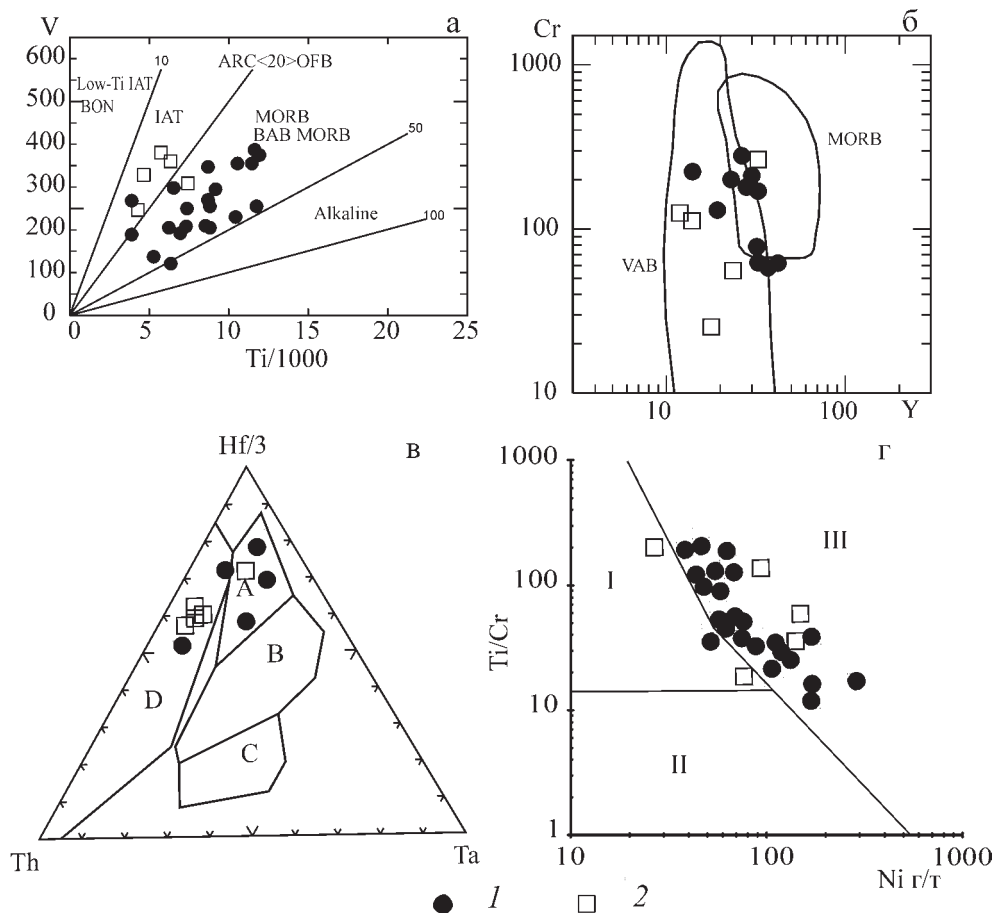 V
а
600
500
400
300
200
100
0
10
Low-Ti IAT
BON
IAT
ARC<20>OFB
MORB
BAB MORB
50
Alkaline
100
0 5 10 15 20 25
Ti/1000
Cr
б
1000
100
10
MORB
VAB
10 100 Y
Hf/3
в
A
B
C
D
Th
Ta
г
1000
100
10
1
Ti/Cr
I
II
III
10 100 1000
Ni г/т
1 2